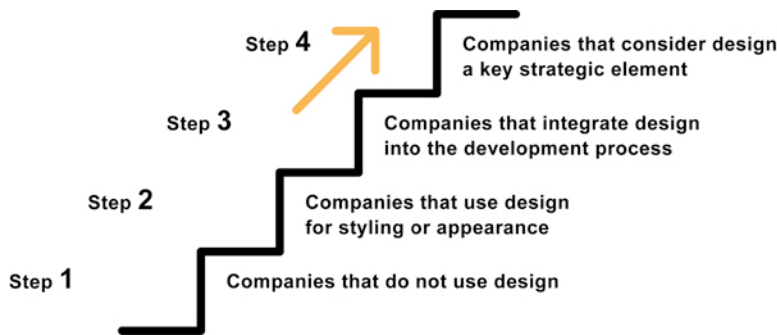 Step 4
Companies that consider design
a key strategic element
Step 3
Companies that integrate design
into the development process
Step 2
Companies that use design
for styling or appearance
Step 1
Companies that do not use design